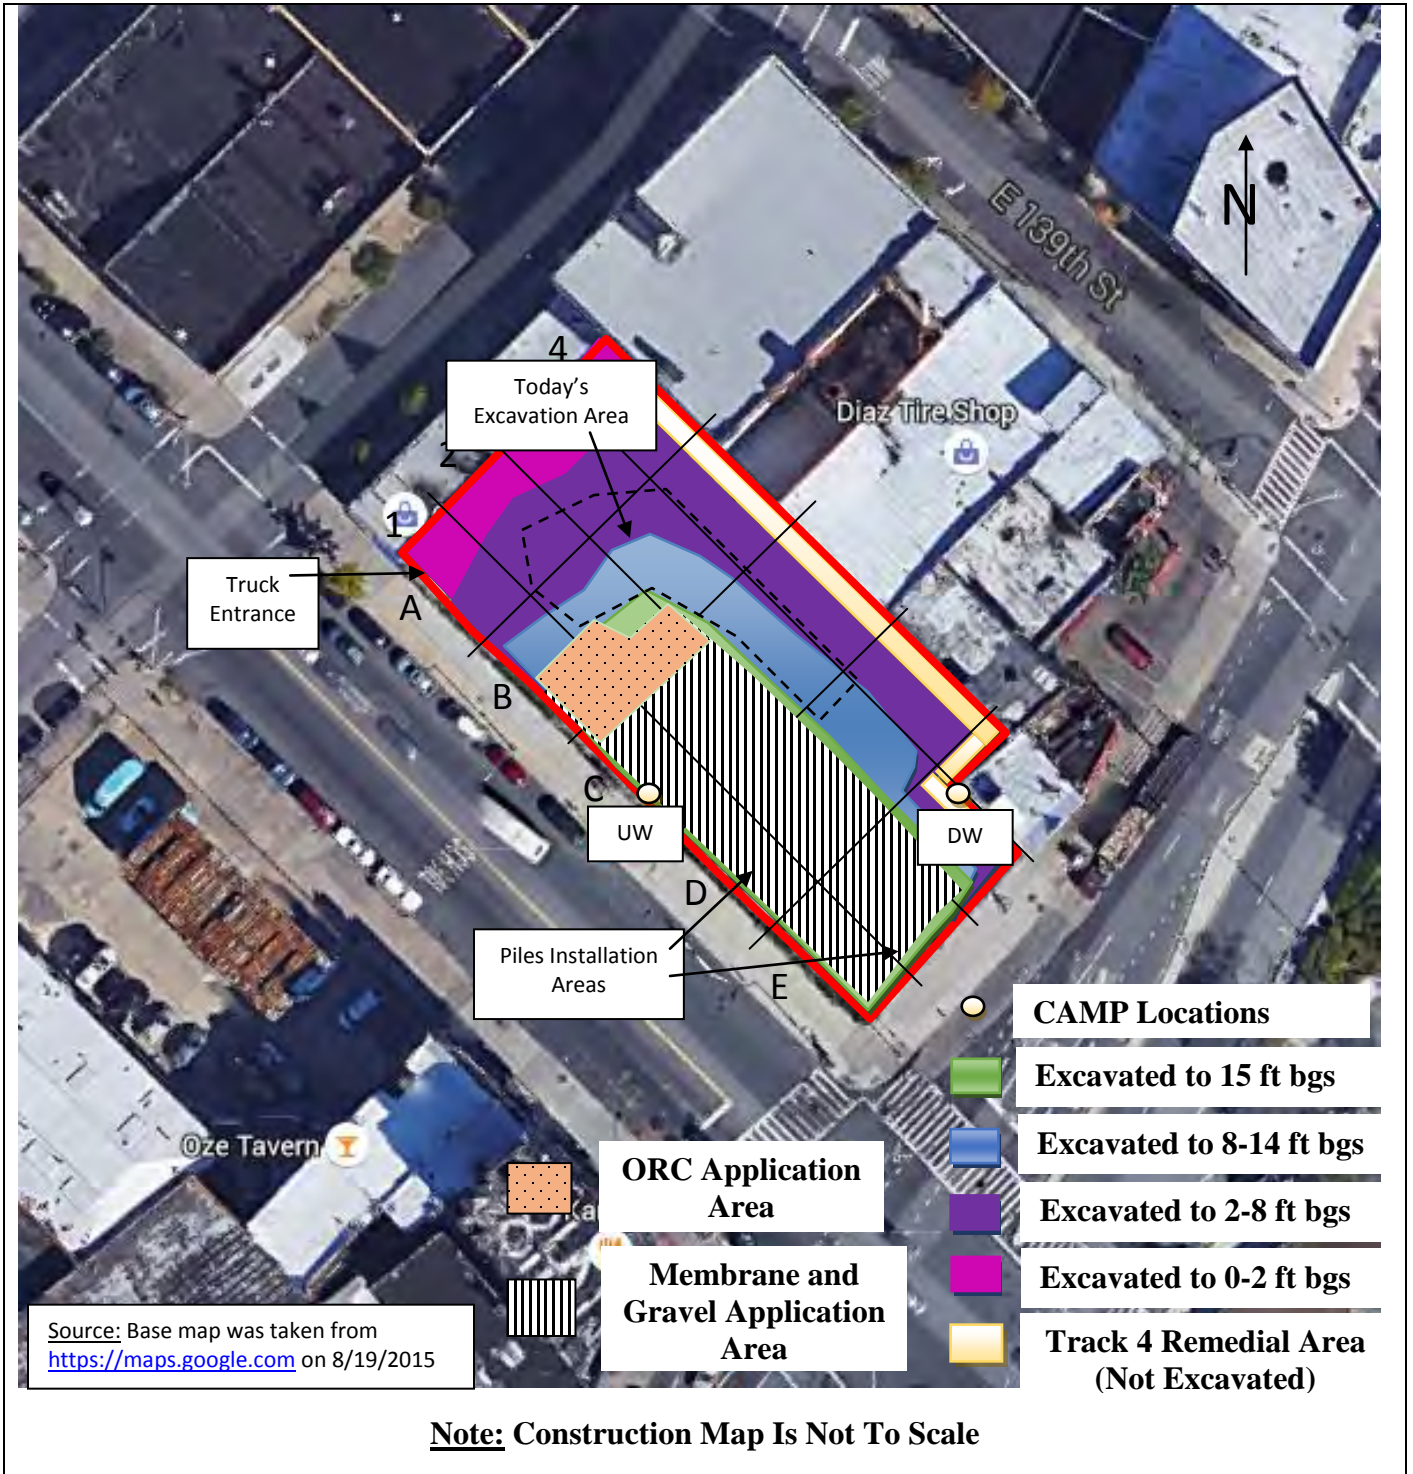 N
E 139th St
4
Today's
Excavation Area
Diaz Tire Shop
2
1
Truck
Entrance
A
B
C
UW
DW
D
Piles Installation
Areas
E
CAMP Locations
Excavated to 15 ft bgs
Oze Tavern
ORC Application
Area
Excavated to 8-14 ft bgs
Excavated to 2-8 ft bgs
Membrane and
Gravel Application
Area
Excavated to 0-2 ft bgs
Source: Base map was taken from
https://maps.google.com on 8/19/2015
Track 4 Remedial Area
(Not Excavated)
Note: Construction Map Is Not To Scale